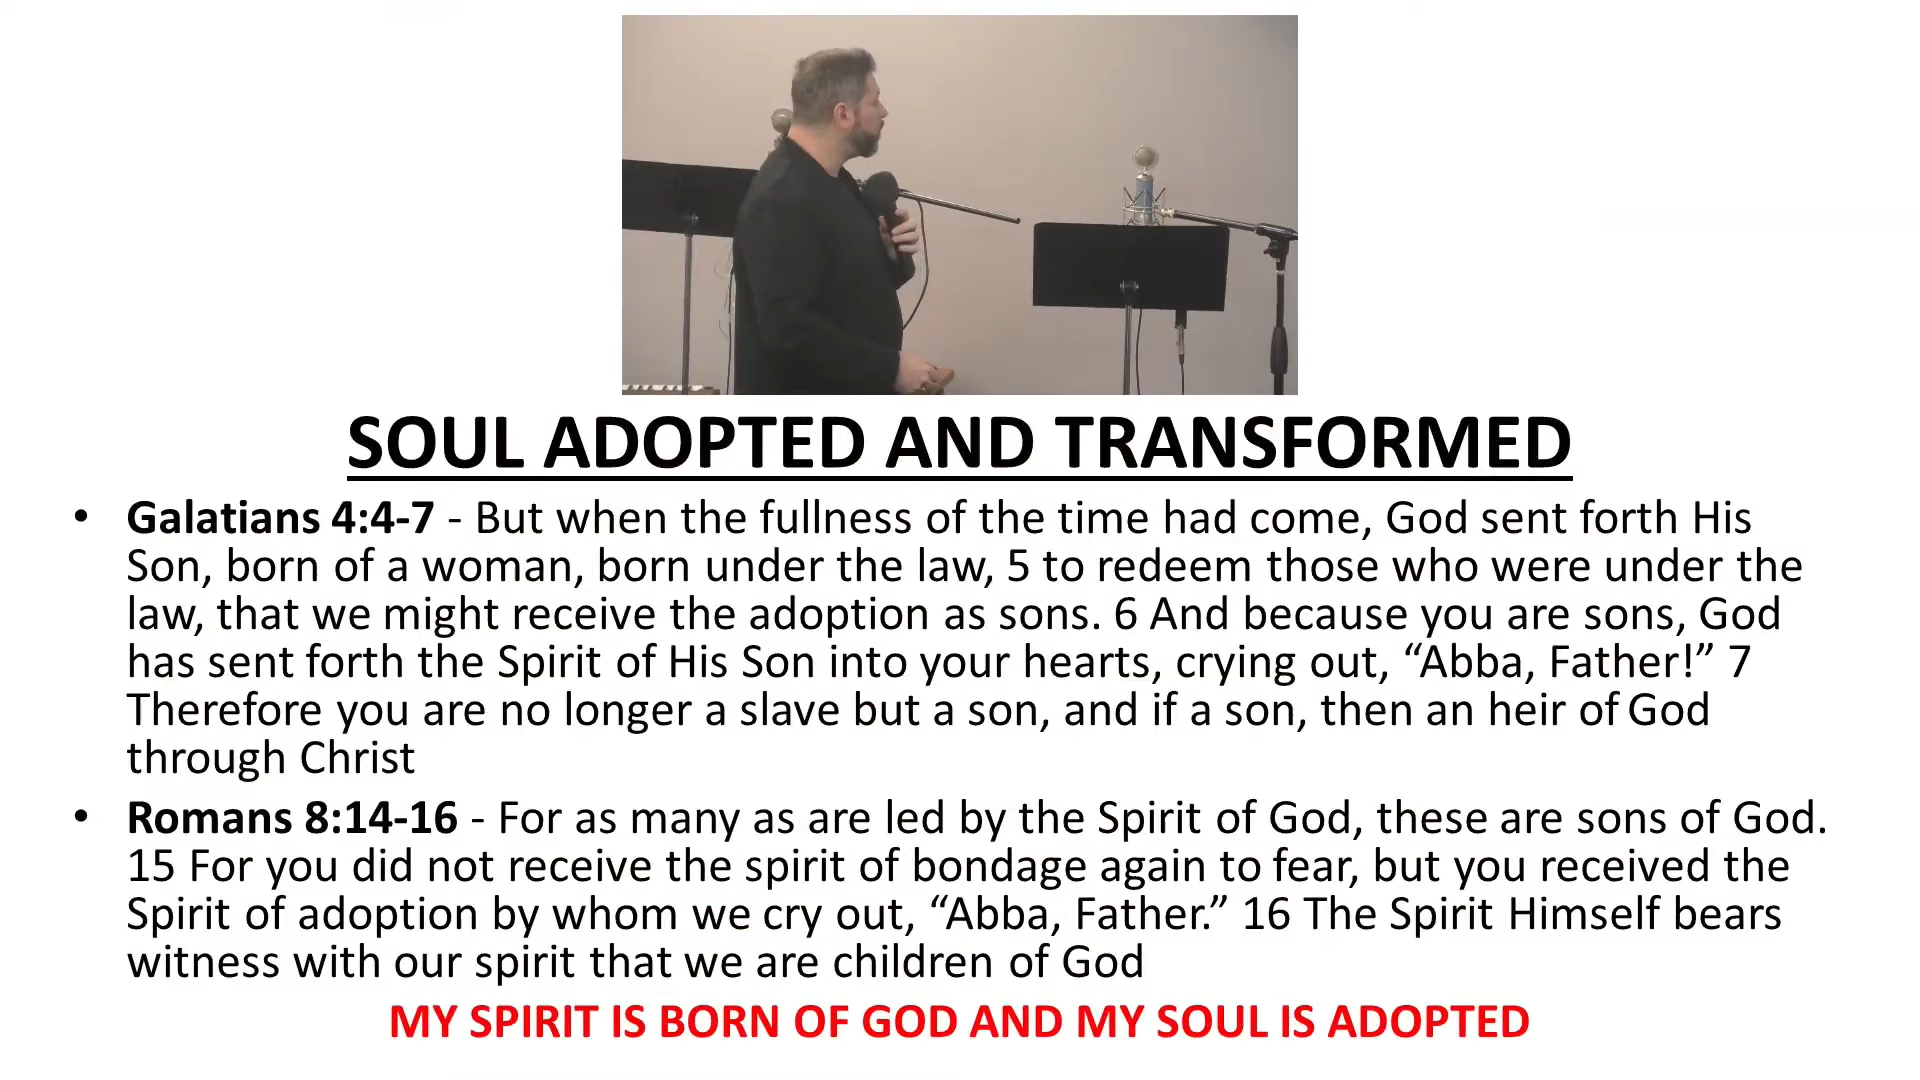 SOUL ADOPTED AND TRANSFORMED
• Galatians 4:4-7 - But when the fullness of the time had come, God sent forth His
Son, born of a woman, born under the law, 5 to redeem those who were under the
law, that we might receive the adoption as sons. 6 And because you are sons, God
has sent forth the Spirit of His Son into your hearts, crying out, “Abba, Father!” 7
Therefore you are no longer a slave but a son, and if a son, then an heir of God
through Christ
• Romans 8:14-16 - For as many as are led by the Spirit of God, these are sons of God.
15 For you did not receive the spirit of bondage again to fear, but you received the
Spirit of adoption by whom we cry out, “Abba, Father.” 16 The Spirit Himself bears
witness with our spirit that we are children of God
MY SPIRIT IS BORN OF GOD AND MY SOUL IS ADOPTED